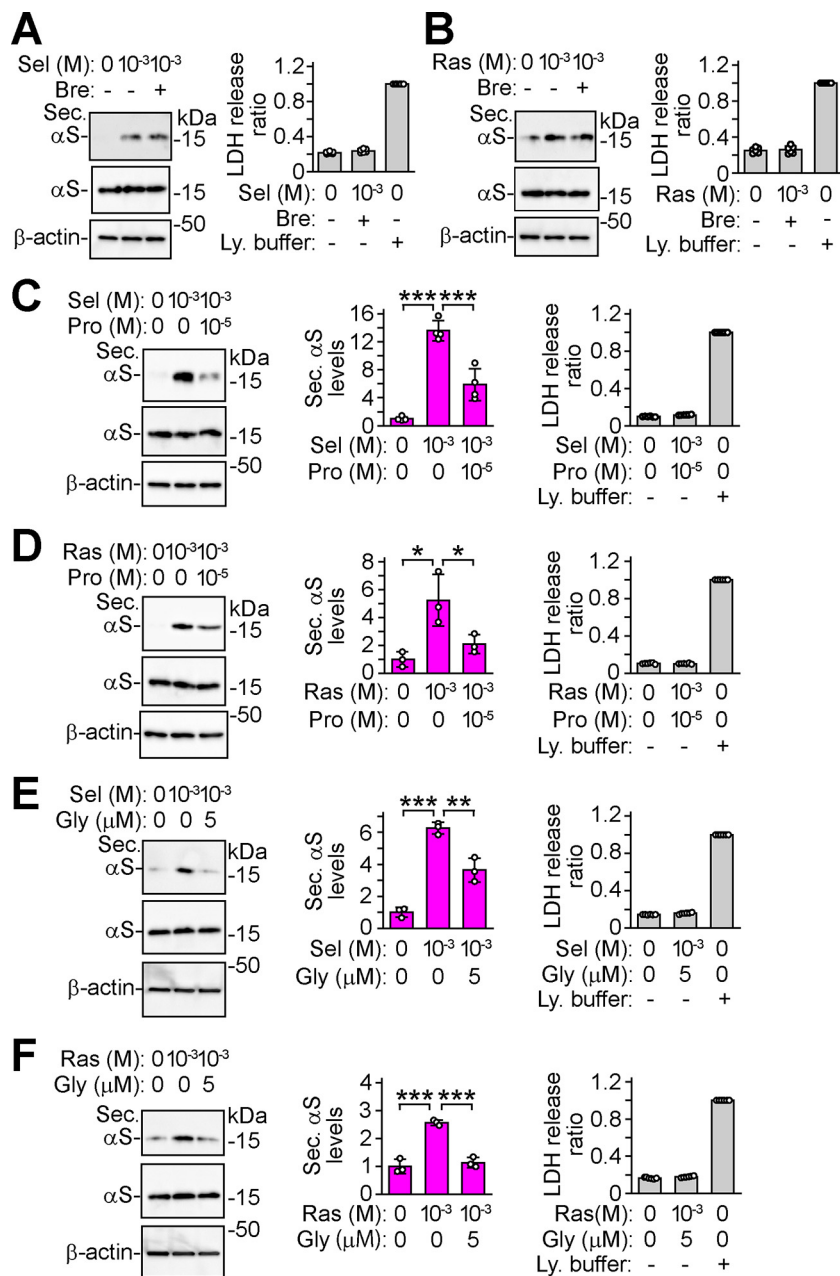 A
Sel (M): 0 10⁻³ 10⁻³
Bre: - - +
Sec.
kDa
αS- -15
αS- -15
-50
β-actin-
LDH release ratio
1.2
0.8
0.4
0
Sel (M): 0 10⁻³ 0
Bre: - + -
Ly. buffer: - - +
B
Ras (M): 0 10⁻³ 10⁻³
Bre: - - +
Sec.
kDa
αS- -15
αS- -15
-50
β-actin-
LDH release ratio
1.2
0.8
0.4
0
Ras (M): 0 10⁻³ 0
Bre: - + -
Ly. buffer: - - +
C
Sel (M): 0 10⁻³ 10⁻³
Pro (M): 0 0 10⁻⁵
Sec.
kDa
αS- -15
αS- -15
-50
β-actin-
Sec. αS levels
*** ***
16
12
8
4
0
Sel (M): 0 10⁻³ 10⁻³
Pro (M): 0 0 10⁻⁵
LDH release ratio
1.2
0.8
0.4
0
Sel (M): 0 10⁻³ 0
Pro (M): 0 10⁻⁵ 0
Ly. buffer: - - +
D
Ras (M): 0 10⁻³ 10⁻³
Pro (M): 0 0 10⁻⁵
Sec.
kDa
αS- -15
αS- -15
-50
β-actin-
Sec. αS levels
* *
8
6
4
2
0
Ras (M): 0 10⁻³ 10⁻³
Pro (M): 0 0 10⁻⁵
LDH release ratio
1.2
0.8
0.4
0
Ras (M): 0 10⁻³ 0
Pro (M): 0 10⁻⁵ 0
Ly. buffer: - - +
E
Sel (M): 0 10⁻³ 10⁻³
Gly (μM): 0 0 5
Sec.
kDa
αS- -15
αS- -15
-50
β-actin-
Sec. αS levels
*** **
6
4
2
0
Sel (M): 0 10⁻³ 10⁻³
Gly (μM): 0 0 5
LDH release ratio
1.2
0.8
0.4
0
Sel (M): 0 10⁻³ 0
Gly (μM): 0 5 0
Ly. buffer: - - +
F
Ras (M): 0 10⁻³ 10⁻³
Gly (μM): 0 0 5
Sec.
kDa
αS- -15
αS- -15
-50
β-actin-
Sec. αS levels
*** ***
4
3
2
1
0
Ras (M): 0 10⁻³ 10⁻³
Gly (μM): 0 0 5
LDH release ratio
1.2
0.8
0.4
0
Ras(M): 0 10⁻³ 0
Gly (μM): 0 5 0
Ly. buffer: - - +